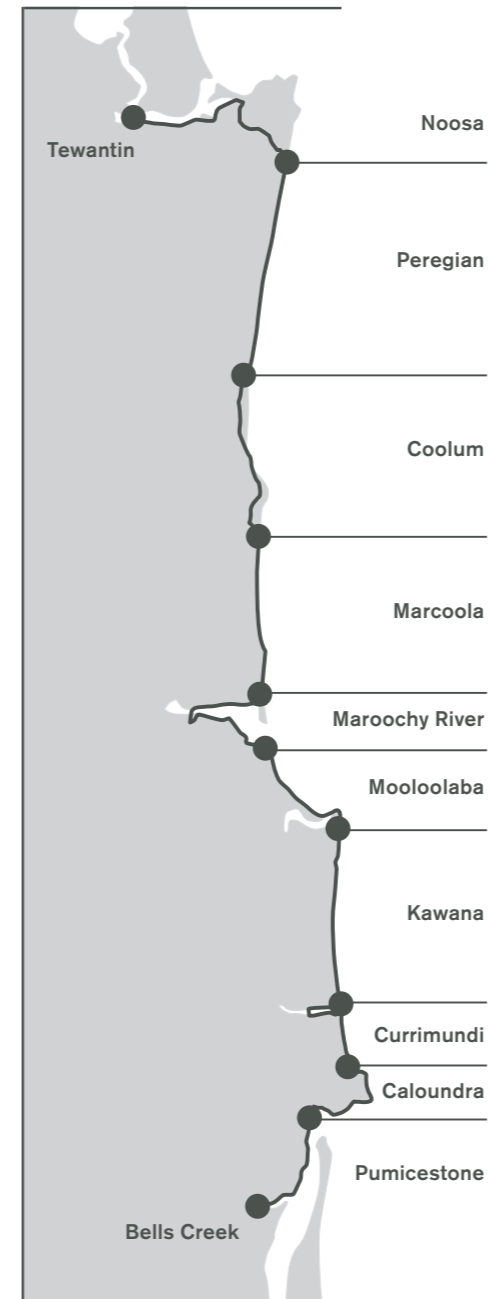 Noosa
Tewantin
Peregian
Coolum
Marcoola
Maroochy River
Mooloolaba
Kawana
Currimundi
Caloundra
Pumicestone
Bells Creek